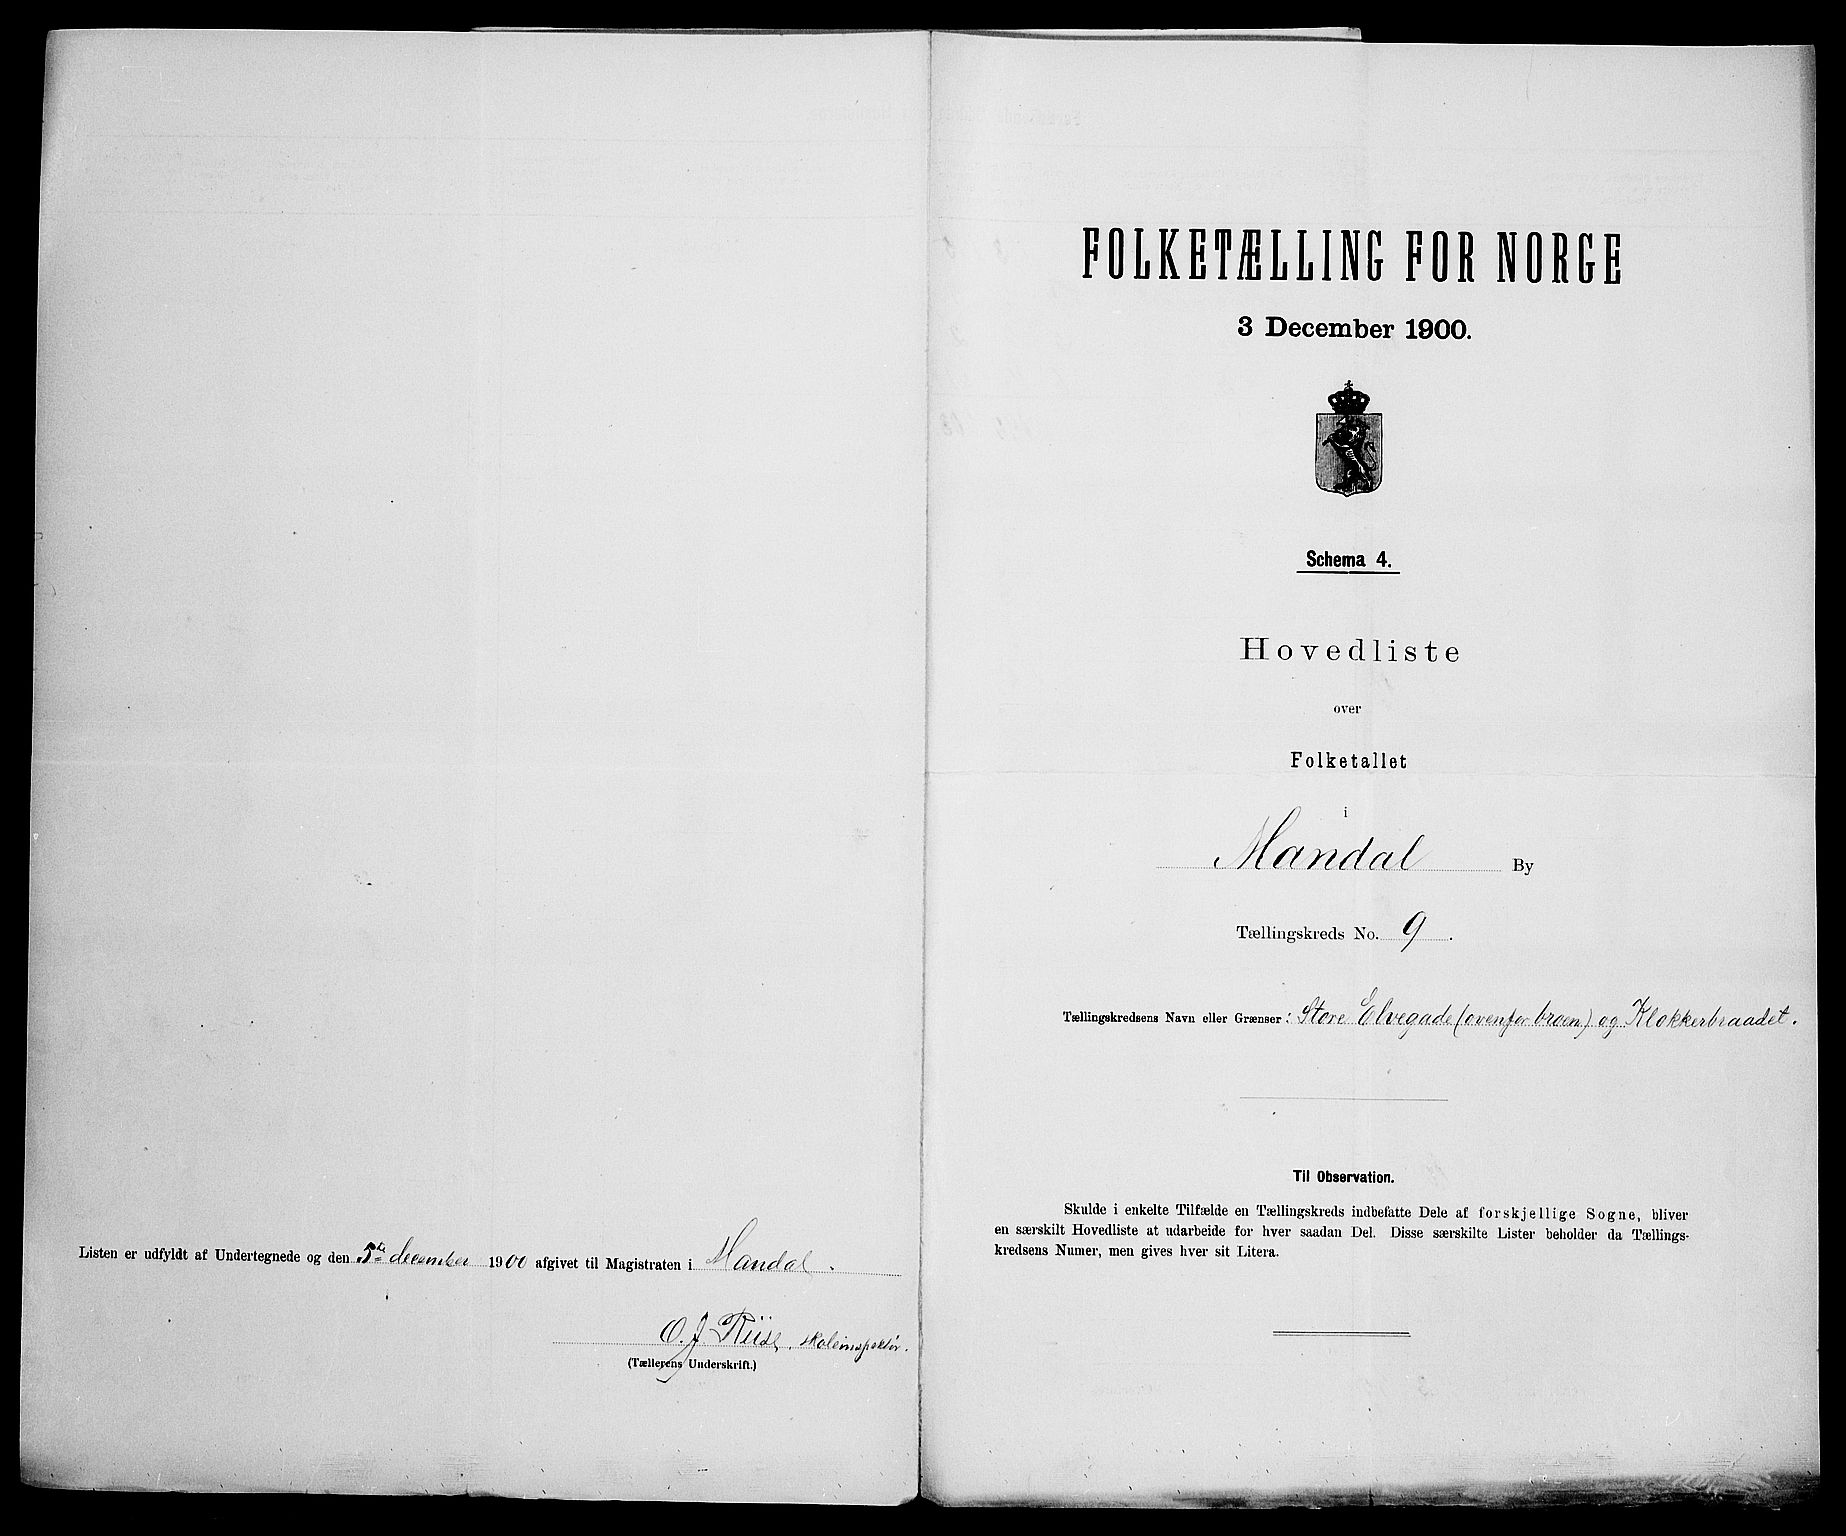 Listen er udfyldt af Undertegnede og den 5te december 1900 afgivet til Magistraten i Mandal.
O. J. Riise, skoleinspektør.
(Tællerens Underskrift.)
FOLKETÆLLING FOR NORGE
3 December 1900.
Schema 4.
Hovedliste
over
Folketallet
i
Mandal By
Tællingskreds No. 9.
Tællingskredsens Navn eller Grænser: Store Elvegade (ovenfor broen) og Klokkerbraadet.
Til Observation.
Skulde i enkelte Tilfælde en Tællingskreds indbefatte Dele af forskjellige Sogne, bliver
en særskilt Hovedliste at udarbeide for hver saadan Del. Disse særskilte Lister beholder da Tællings-
kredsens Numer, men gives hver sit Litera.